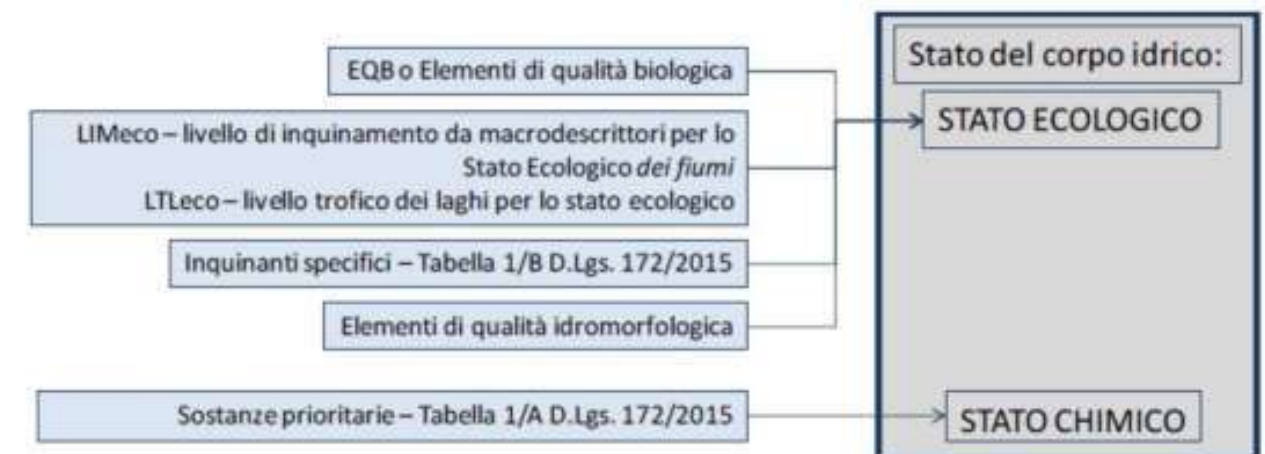 EQB o Elementi di qualità biologica
LIMeco – livello di inquinamento da macrodescrittori per lo
Stato Ecologico dei fiumi
LTLeco – livello trofico dei laghi per lo stato ecologico
Inquinanti specifici – Tabella 1/B D.Lgs. 172/2015
Elementi di qualità idromorfologica
Sostanze prioritarie – Tabella 1/A D.Lgs. 172/2015
Stato del corpo idrico:
STATO ECOLOGICO
STATO CHIMICO